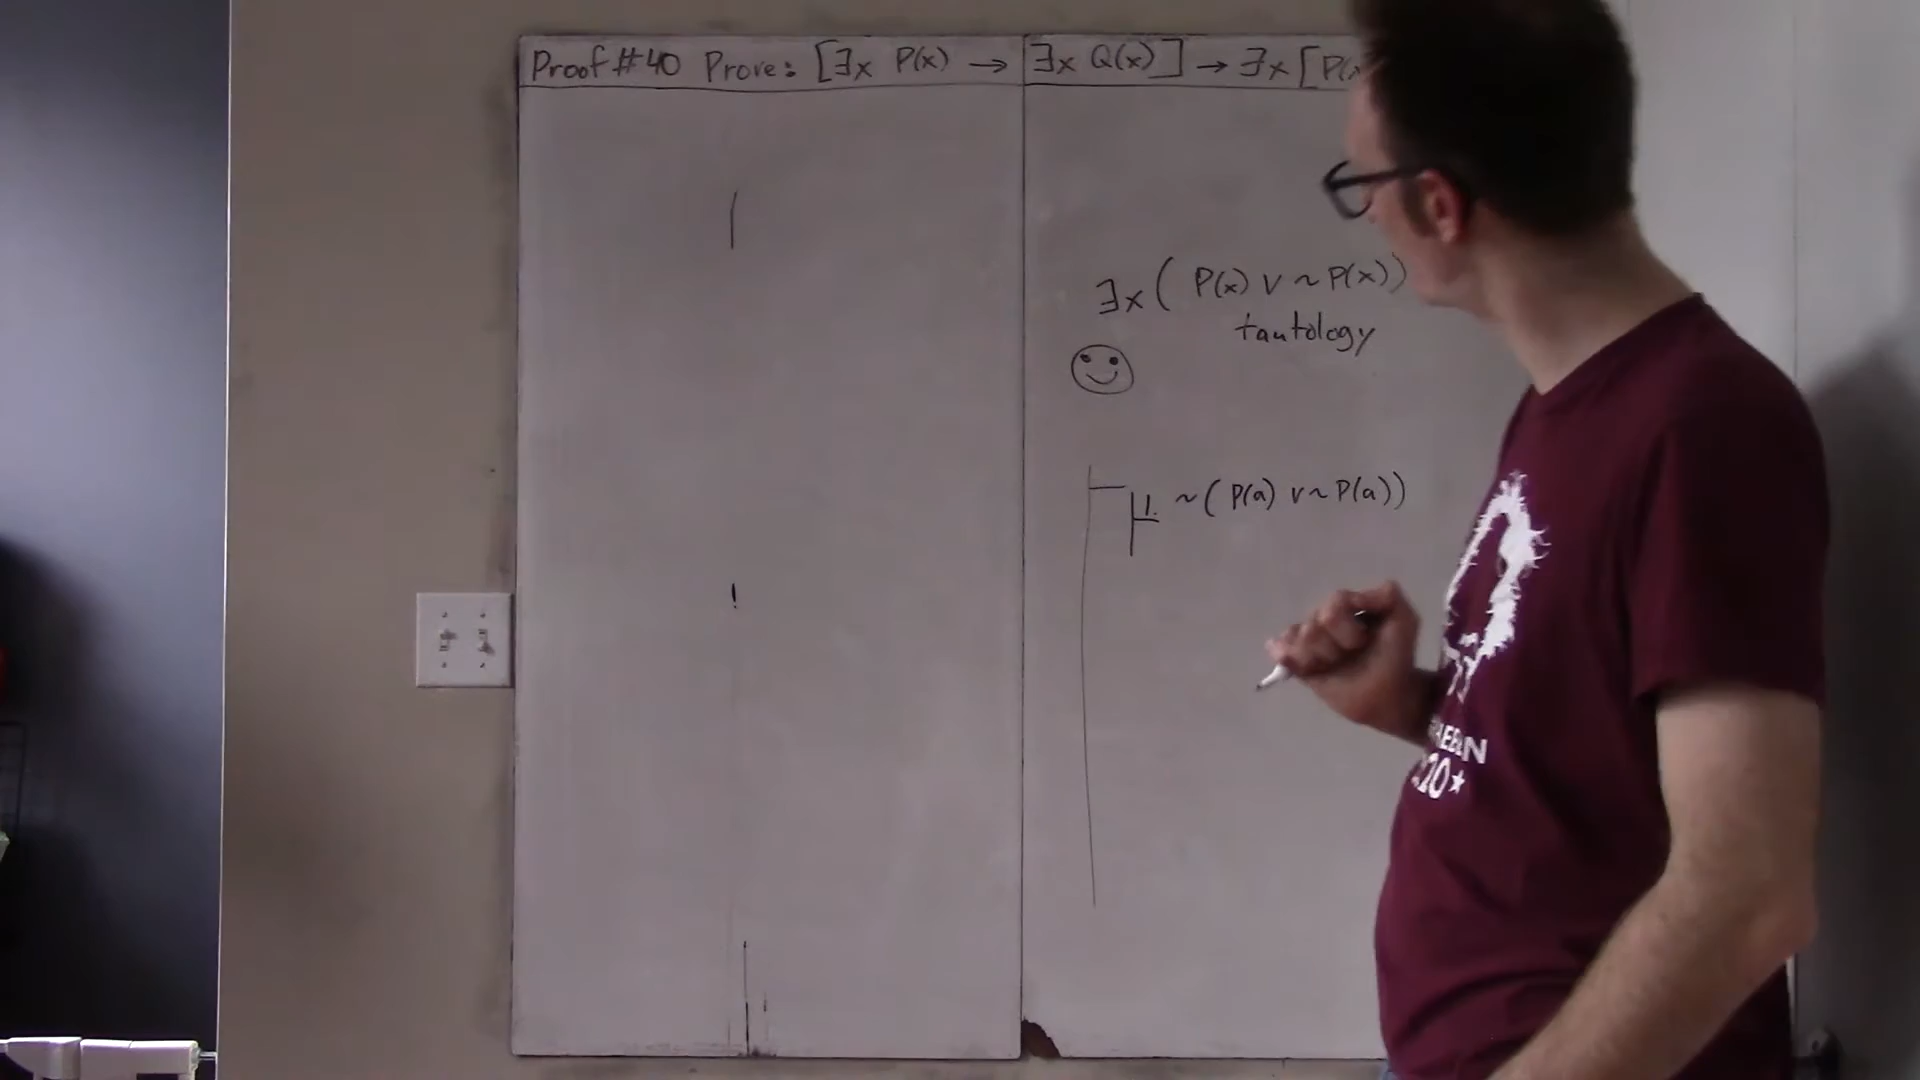 Proof #40 Prove: [∃x P(x) → ∃x Q(x)] → ∃x [P(
∃x ( P(x) v ~ P(x))
tautology
1. ~ ( P(a) v ~ P(a))